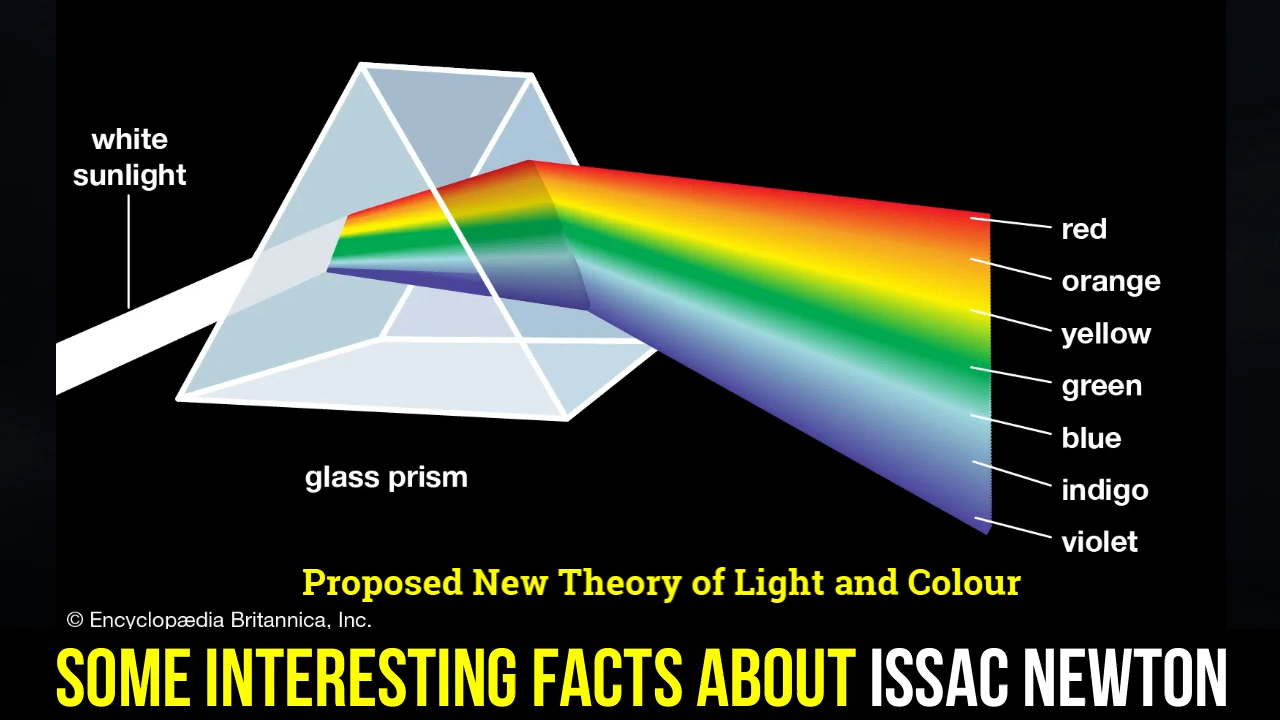 white
sunlight
red
orange
yellow
green
blue
indigo
violet
glass prism
Proposed New Theory of Light and Colour
© Encyclopædia Britannica, Inc.
SOME INTERESTING FACTS ABOUT ISSAC NEWTON